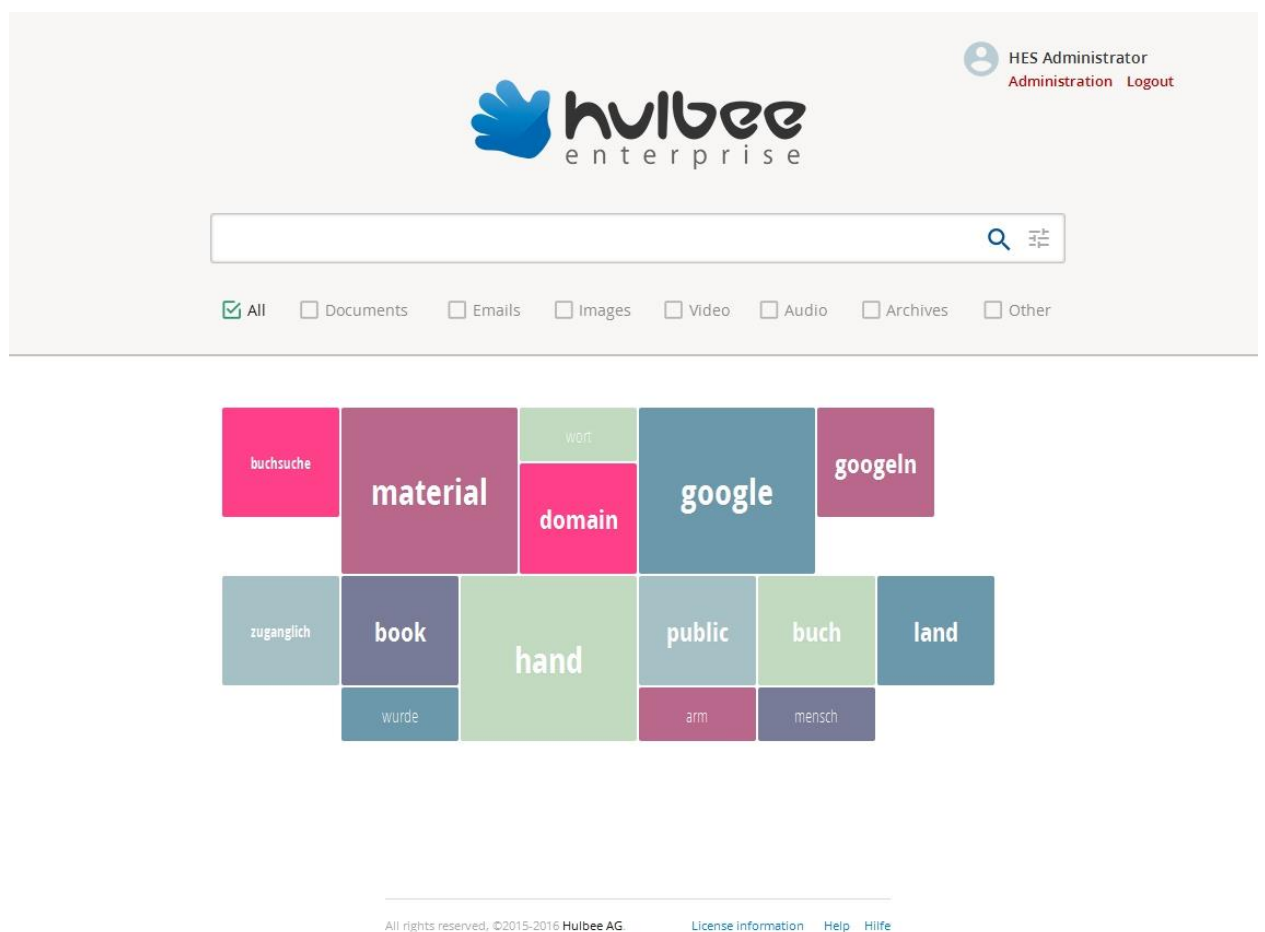 HES Administrator
Administration Logout
hulbee
enterprise
All Documents Emails Images Video Audio Archives Other
buchsuche
material
wort
domain
google
googeln
zuganglich
book
hand
public
buch
land
wurde
arm
mensch
All rights reserved, ©2015-2016 Hulbee AG. License information Help Hilfe